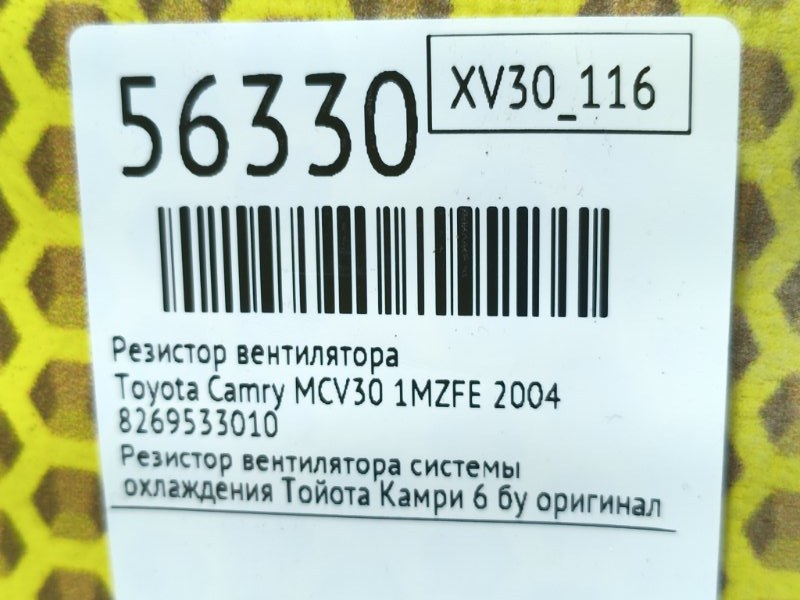 56330
XV30_116
Резистор вентилятора
Toyota Camry MCV30 1MZFE 2004
8269533010
Резистор вентилятора системы
охлаждения Тойота Камри 6 бу оригинал